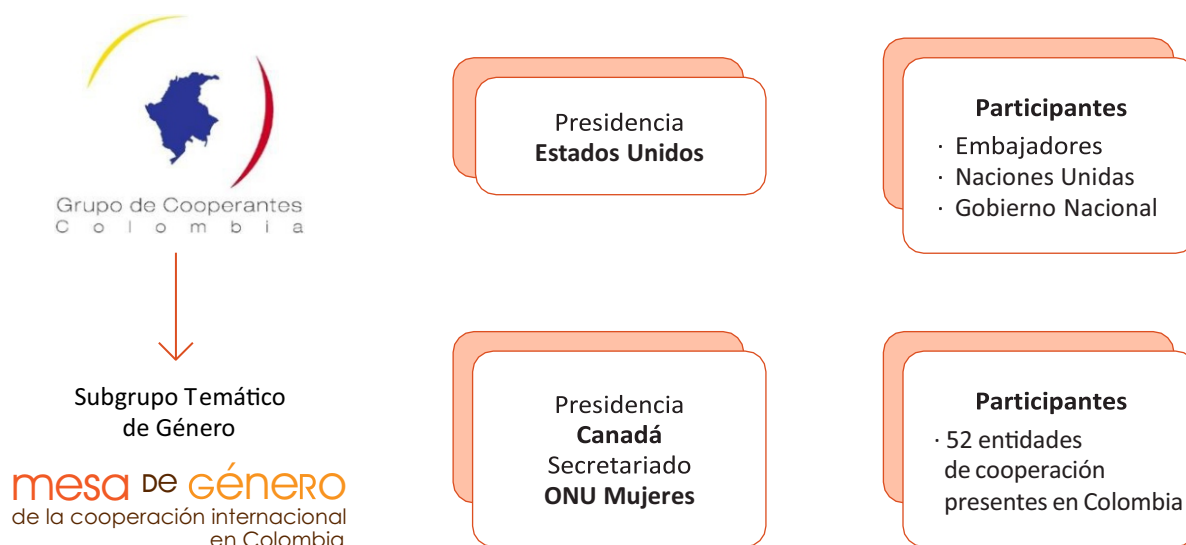 Grupo de Cooperantes
Colombia
Presidencia
Estados Unidos
Participantes
· Embajadores
· Naciones Unidas
· Gobierno Nacional
Subgrupo Temático
de Género
mesa de género
de la cooperación internacional
en Colombia
Presidencia
Canadá
Secretariado
ONU Mujeres
Participantes
· 52 entidades
de cooperación
presentes en Colombia